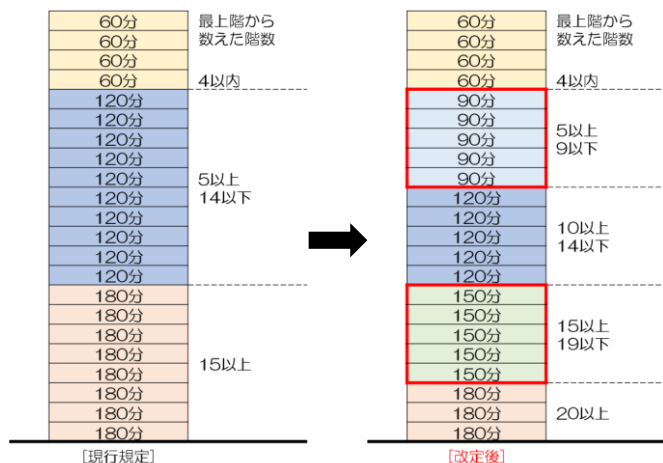 60分
60分
60分
60分
120分
120分
120分
120分
120分
120分
120分
120分
120分
120分
180分
180分
180分
180分
180分
180分
180分
180分
最上階から
数えた階数
4以内
5以上
14以下
15以上
[現行規定]
60分
60分
60分
60分
90分
90分
90分
90分
90分
120分
120分
120分
120分
120分
150分
150分
150分
150分
150分
180分
180分
180分
最上階から
数えた階数
4以内
5以上
9以下
10以上
14以下
15以上
19以下
20以上
[改定後]